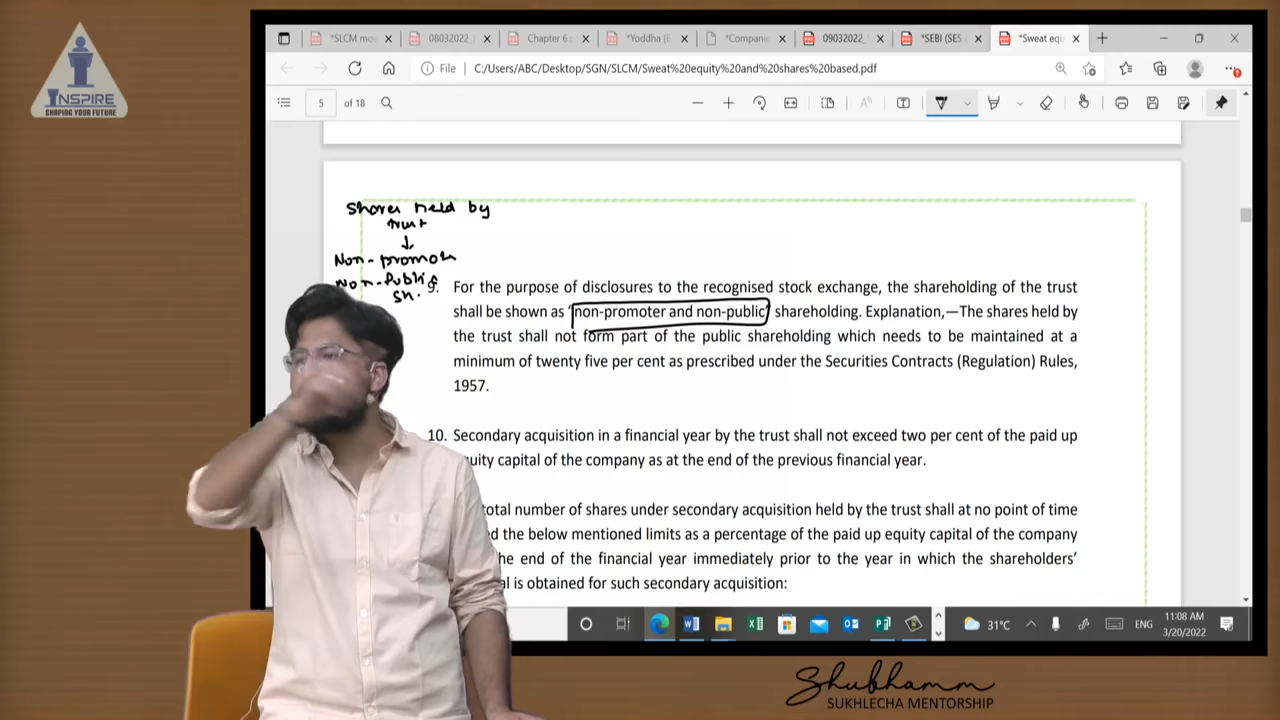 INSPIRE
SHAPING YOUR FUTURE
*SLCM mo
08032022_
Chapter 6.
*Yoddha (E
*Companie
09032022_
*SEBI (SES
*Sweat equ
File
C:/Users/ABC/Desktop/SGN/SLCM/Sweat%20equity%20and%20shares%20based.pdf
5 of 18
Shares held by
trust
↓
Non-promoter
Non-Public
Sh.
For the purpose of disclosures to the recognised stock exchange, the shareholding of the trust
shall be shown as ‘non-promoter and non-public’ shareholding. Explanation,—The shares held by
the trust shall not form part of the public shareholding which needs to be maintained at a
minimum of twenty five per cent as prescribed under the Securities Contracts (Regulation) Rules,
1957.
10. Secondary acquisition in a financial year by the trust shall not exceed two per cent of the paid up
quity capital of the company as at the end of the previous financial year.
total number of shares under secondary acquisition held by the trust shall at no point of time
d the below mentioned limits as a percentage of the paid up equity capital of the company
he end of the financial year immediately prior to the year in which the shareholders’
al is obtained for such secondary acquisition:
31°C
ENG
11:08 AM
3/20/2022
Shubhamm
SUKHLECHA MENTORSHIP